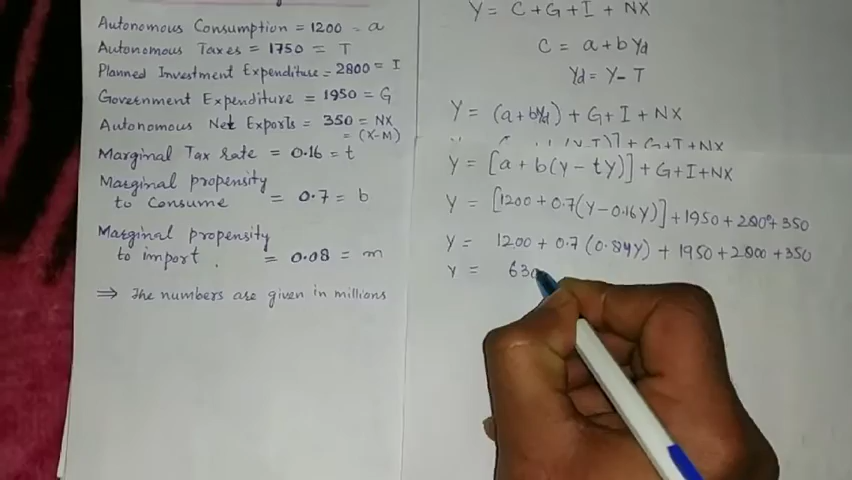 Autonomous Consumption = 1200 = a
Autonomous Taxes = 1750 = T
Planned Investment Expenditure = 2800 = I
Government Expenditure = 1950 = G
Autonomous Net Exports = 350 = NX
= (X-M)
Marginal Tax rate = 0.16 = t
Marginal propensity
to consume = 0.7 = b
Marginal propensity
to import = 0.08 = m
⇒ The numbers are given in millions
Y = C + G + I + NX
C = a + b Yd
Yd = Y - T
Y = (a + bYd) + G + I + NX
Y = [a + b(Y - tY)] + G + I + NX
Y = [1200 + 0.7(Y - 0.16Y)] + 1950 + 2800 + 350
Y = 1200 + 0.7 (0.84Y) + 1950 + 2800 + 350
Y = 630